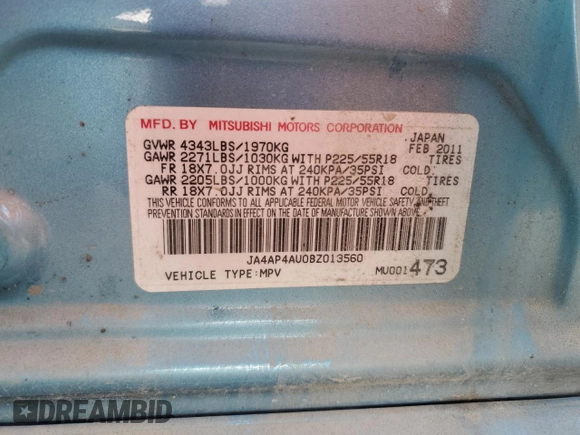 MFD. BY MITSUBISHI MOTORS CORPORATION
JAPAN
GVWR 4343LBS/1970KG FEB 2011
GAWR 2271LBS/1030KG WITH P225/55R18 TIRES
FR 18X7.0JJ RIMS AT 240KPA/35PSI COLD.
GAWR 2205LBS/1000KG WITH P225/55R18 TIRES
RR 18X7.0JJ RIMS AT 240KPA/35PSI COLD.
THIS VEHICLE CONFORMS TO ALL APPLICABLE FEDERAL MOTOR VEHICLE SAFETY AND THEFT
PREVENTION STANDARDS IN EFFECT ON THE DATE OF MANUFACTURE SHOWN ABOVE.
JA4AP4AU0BZ013560
VEHICLE TYPE:MPV MU001473
DREAMBID